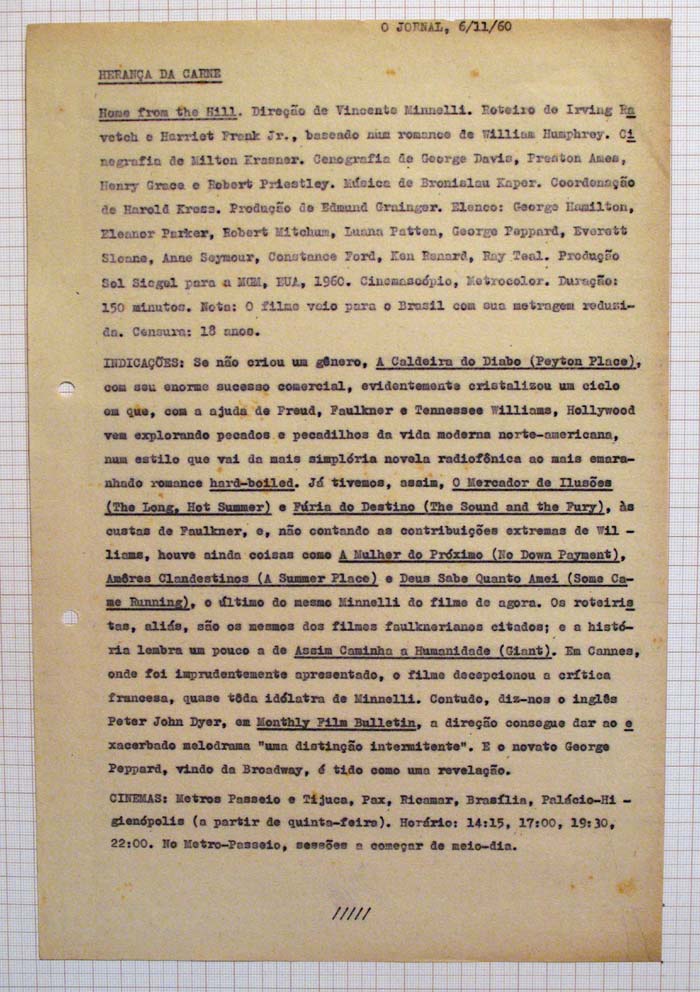 O JORNAL, 6/11/60
HERANÇA DA CARNE
Home from the Hill. Direção de Vincente Minnelli. Roteiro de Irving Ra
vetch e Harriet Frank Jr., baseado num romance de William Humphrey. Ci
negrafia de Milton Krasner. Cenografia de George Davis, Preston Ames,
Henry Grace e Robert Priestley. Música de Bronislau Kaper. Coordenação
de Harold Kress. Produção de Edmund Grainger. Elenco: George Hamilton,
Eleanor Parker, Robert Mitchum, Luana Patten, George Peppard, Everett
Sloane, Anne Seymour, Constance Ford, Ken Renard, Ray Teal. Produção
Sol Siegel para a MGM, EUA, 1960. Cinemascópio, Metrocolor. Duração:
150 minutos. Nota: O filme veio para o Brasil com sua metragem reduzi-
da. Censura: 18 anos.
INDICAÇÕES: Se não criou um gênero, A Caldeira do Diabo (Peyton Place),
com seu enorme sucesso comercial, evidentemente cristalizou um ciclo
em que, com a ajuda de Freud, Faulkner e Tennessee Williams, Hollywood
vem explorando pecados e pecadilhos da vida moderna norte-americana,
num estilo que vai da mais simplória novela radiofônica ao mais emara-
nhado romance hard-boiled. Já tivemos, assim, O Mercador de Ilusões
(The Long, Hot Summer) e Fúria do Destino (The Sound and the Fury), às
custas de Faulkner, e, não contando as contribuições extremas de Wil -
liams, houve ainda coisas como A Mulher do Próximo (No Down Payment),
Amôres Clandestinos (A Summer Place) e Deus Sabe Quanto Amei (Some Ca-
me Running), o último do mesmo Minnelli do filme de agora. Os roteiris
tas, aliás, são os mesmos dos filmes faulknerianos citados; e a histó-
ria lembra um pouco a de Assim Caminha a Humanidade (Giant). Em Cannes,
onde foi imprudentemente apresentado, o filme decepcionou a crítica
francesa, quase tôda idólatra de Minnelli. Contudo, diz-nos o inglês
Peter John Dyer, em Monthly Film Bulletin, a direção consegue dar ao e
xacerbado melodrama "uma distinção intermitente". E o novato George
Peppard, vindo da Broadway, é tido como uma revelação.
CINEMAS: Metros Passeio e Tijuca, Pax, Ricamar, Brasília, Palácio-Hi -
gienópolis (a partir de quinta-feira). Horário: 14:15, 17:00, 19:30,
22:00. No Metro-Passeio, sessões a começar de meio-dia.
/////